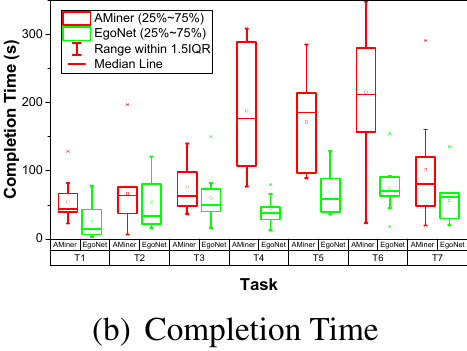 AMiner (25%~75%)
EgoNet (25%~75%)
Range within 1.5IQR
Median Line
Completion Time (s)
300
200
100
0
AMiner EgoNet AMiner EgoNet AMiner EgoNet AMiner EgoNet AMiner EgoNet AMiner EgoNet AMiner EgoNet
T1 T2 T3 T4 T5 T6 T7
Task
(b) Completion Time